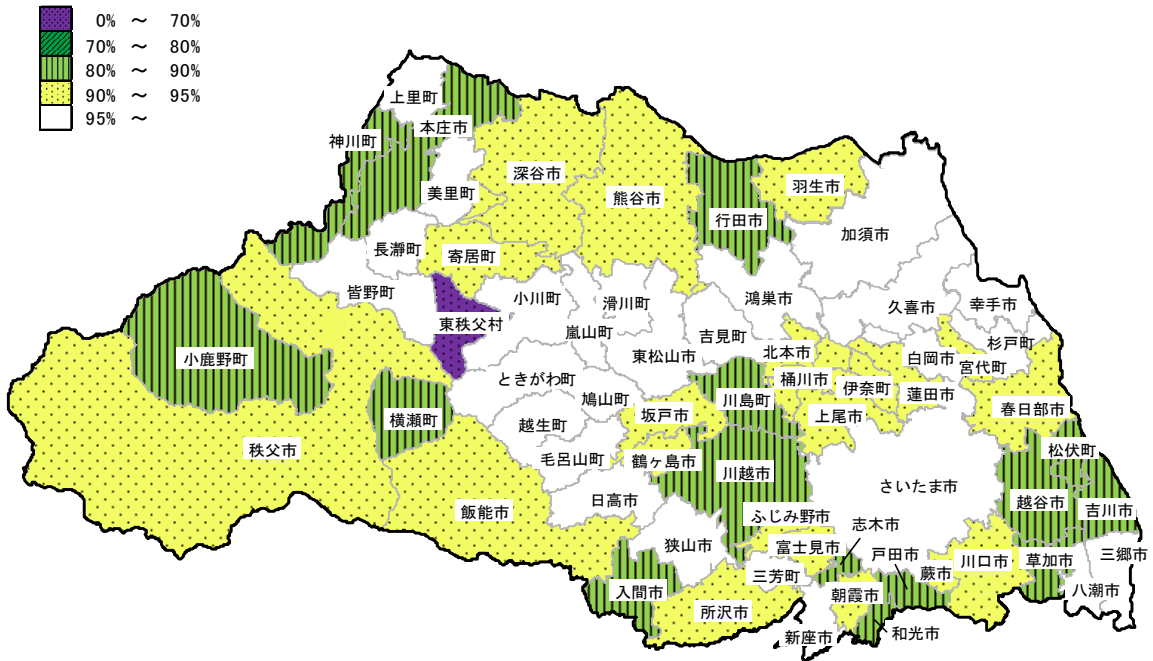 0% ～ 70%
70% ～ 80%
80% ～ 90%
90% ～ 95%
95% ～
上里町
本庄市
神川町
美里町
深谷市
熊谷市
行田市
羽生市
加須市
長瀞町
寄居町
皆野町
小川町
滑川町
鴻巣市
久喜市
幸手市
東秩父村
嵐山町
吉見町
杉戸町
小鹿野町
東松山市
北本市
白岡市
宮代町
ときがわ町
桶川市
伊奈町
蓮田市
横瀬町
鳩山町
川島町
春日部市
越生町
坂戸市
上尾市
秩父市
毛呂山町
鶴ヶ島市
川越市
松伏町
さいたま市
日高市
越谷市
吉川市
飯能市
ふじみ野市
志木市
狭山市
富士見市
戸田市
三芳町
蕨市
川口市
草加市
三郷市
入間市
朝霞市
八潮市
所沢市
新座市
和光市